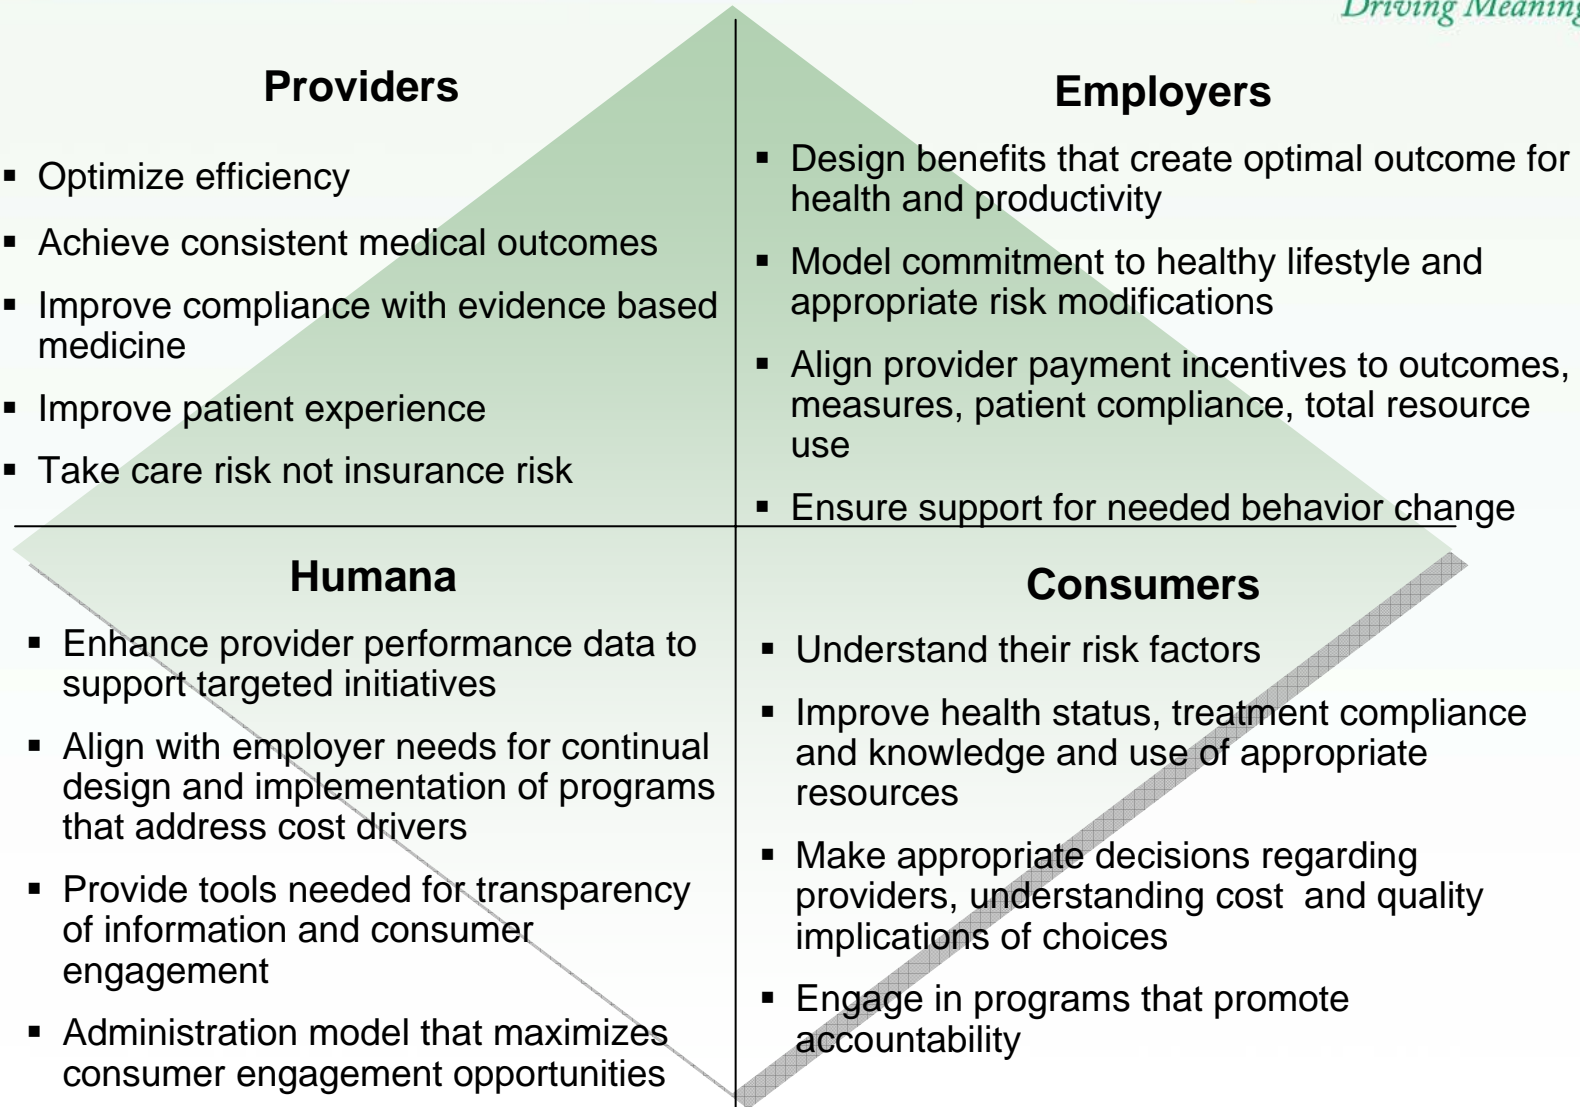 Driving Meaning
Providers
▪ Optimize efficiency
▪ Achieve consistent medical outcomes
▪ Improve compliance with evidence based
medicine
▪ Improve patient experience
▪ Take care risk not insurance risk
Employers
▪ Design benefits that create optimal outcome for
health and productivity
▪ Model commitment to healthy lifestyle and
appropriate risk modifications
▪ Align provider payment incentives to outcomes,
measures, patient compliance, total resource
use
▪ Ensure support for needed behavior change
Humana
▪ Enhance provider performance data to
support targeted initiatives
▪ Align with employer needs for continual
design and implementation of programs
that address cost drivers
▪ Provide tools needed for transparency
of information and consumer
engagement
▪ Administration model that maximizes
consumer engagement opportunities
Consumers
▪ Understand their risk factors
▪ Improve health status, treatment compliance
and knowledge and use of appropriate
resources
▪ Make appropriate decisions regarding
providers, understanding cost  and quality
implications of choices
▪ Engage in programs that promote
accountability